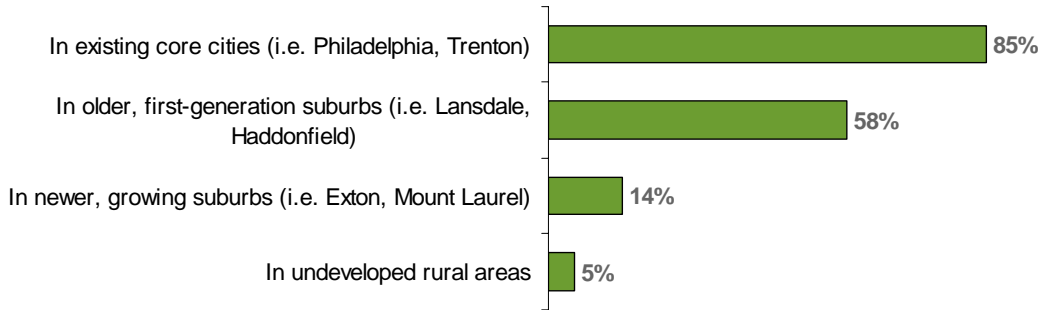 In existing core cities (i.e. Philadelphia, Trenton)
85%
In older, first-generation suburbs (i.e. Lansdale,
Haddonfield)
58%
In newer, growing suburbs (i.e. Exton, Mount Laurel)
14%
In undeveloped rural areas
5%